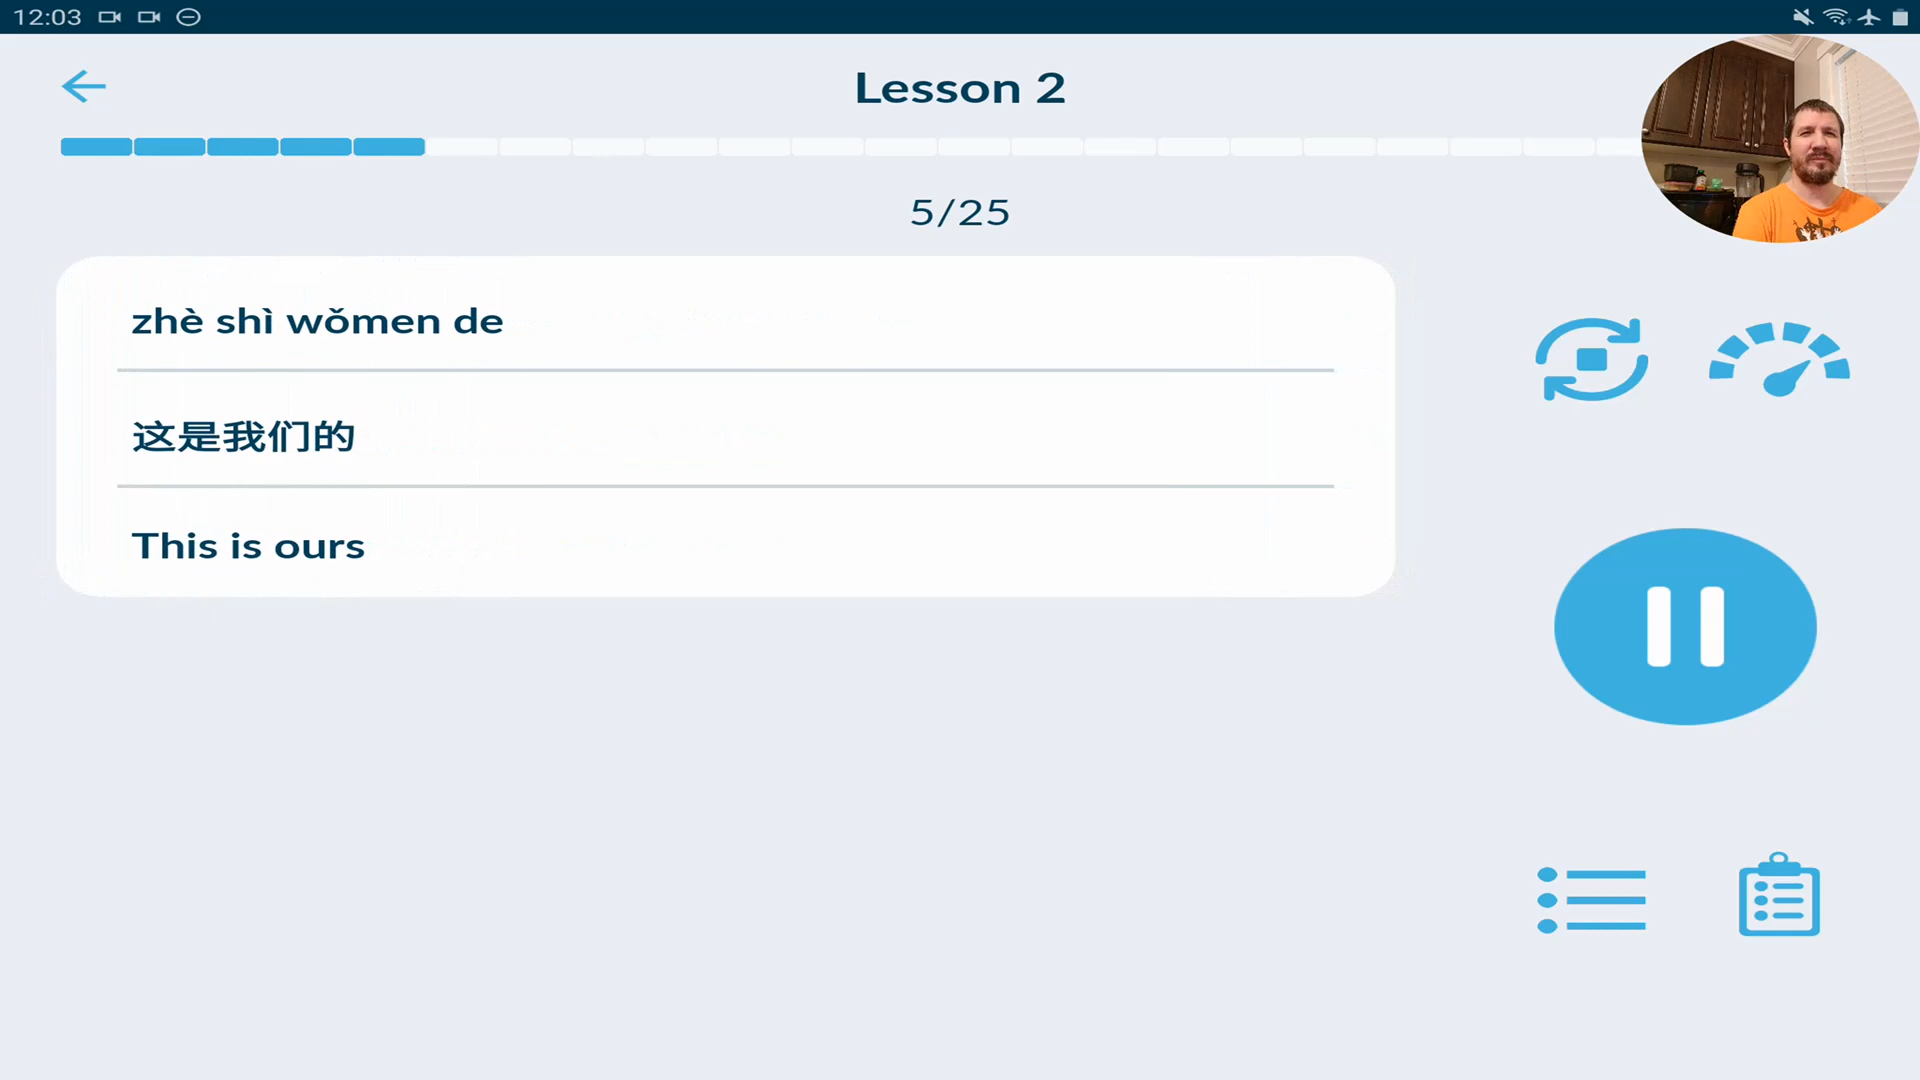 12:03
Lesson 2
5/25
zhè shì wǒmen de
这是我们的
This is ours